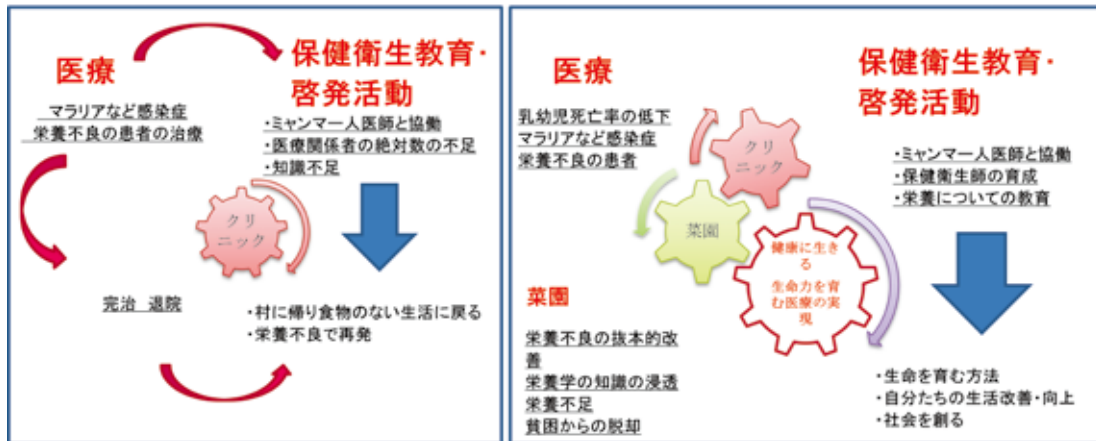 医療
マラリアなど感染症
栄養不良の患者の治療
保健衛生教育・
啓発活動
・ミャンマー人医師と協働
・医療関係者の絶対数の不足
・知識不足
クリ
ニック
完治 退院
・村に帰り食物のない生活に戻る
・栄養不良で再発
医療
乳幼児死亡率の低下
マラリアなど感染症
栄養不良の患者
クリ
ニック
菜園
健康に生き
る
生命力を育
む医療の実
現
保健衛生教育・
啓発活動
・ミャンマー人医師と協働
・保健衛生師の育成
・栄養についての教育
菜園
栄養不良の抜本的改
善
栄養学の知識の浸透
栄養不足
貧困からの脱却
・生命を育む方法
・自分たちの生活改善・向上
・社会を創る